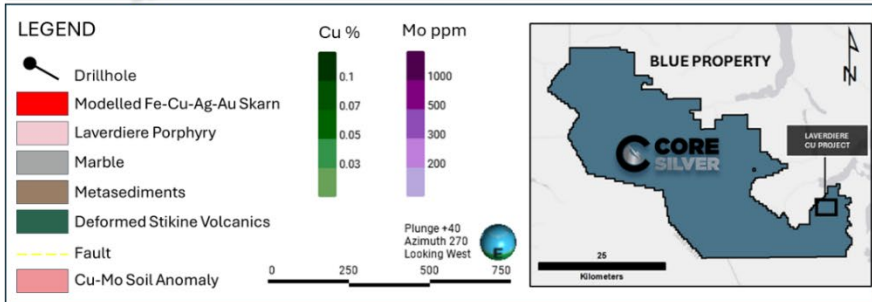 LEGEND
Drillhole
Modelled Fe-Cu-Ag-Au Skarn
Laverdiere Porphyry
Marble
Metasediments
Deformed Stikine Volcanics
Fault
Cu-Mo Soil Anomaly
Cu %
0.1
0.07
0.05
0.03
Mo ppm
1000
500
300
200
Plunge +40
Azimuth 270
Looking West
E
0 250 500 750
BLUE PROPERTY
N
C CORE
SILVER
LAVERDIERE
CU PROJECT
25
Kilometers